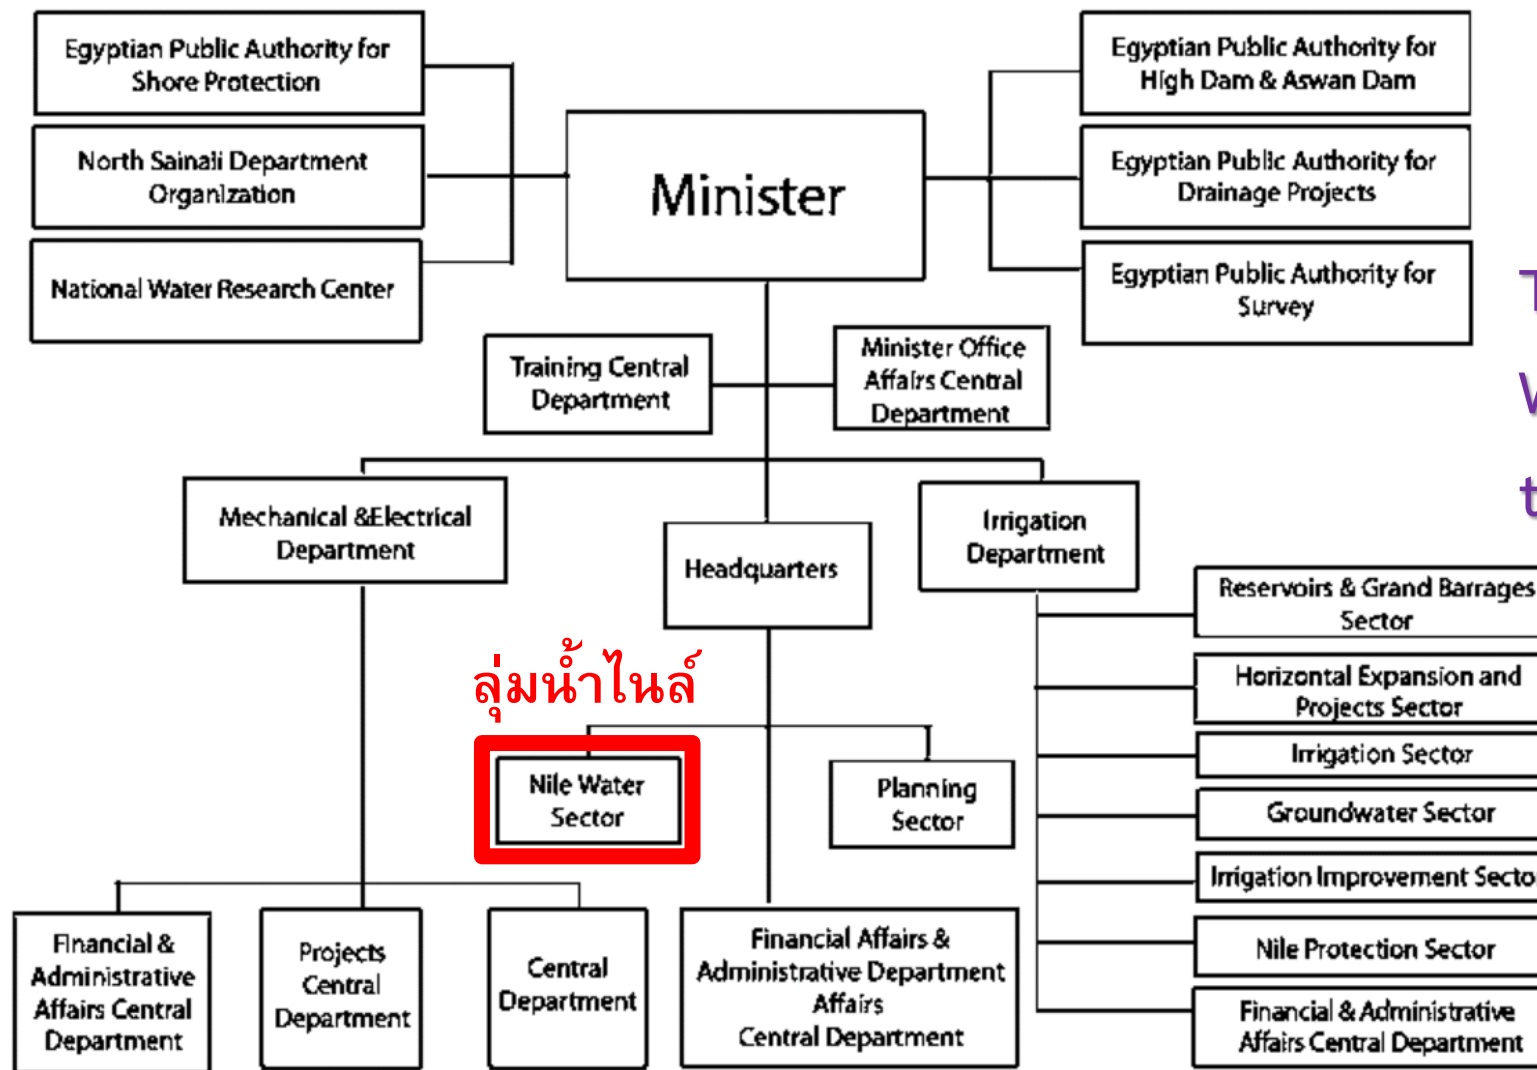 Egyptian Public Authority for
Shore Protection
North Sainali Department
Organization
National Water Research Center
Minister
Egyptian Public Authority for
High Dam & Aswan Dam
Egyptian Public Authority for
Drainage Projects
Egyptian Public Authority for
Survey
T
W
t
Training Central
Department
Minister Office
Affairs Central
Department
Mechanical &Electrical
Department
Headquarters
Irrigation
Department
ลุ่มน้ำไนล์
Nile Water
Sector
Planning
Sector
Reservoirs & Grand Barrages
Sector
Horizontal Expansion and
Projects Sector
Irrigation Sector
Groundwater Sector
Irrigation Improvement Sector
Nile Protection Sector
Financial & Administrative
Affairs Central Department
Financial &
Administrative
Affairs Central
Department
Projects
Central
Department
Central
Department
Financial Affairs &
Administrative Department
Affairs
Central Department